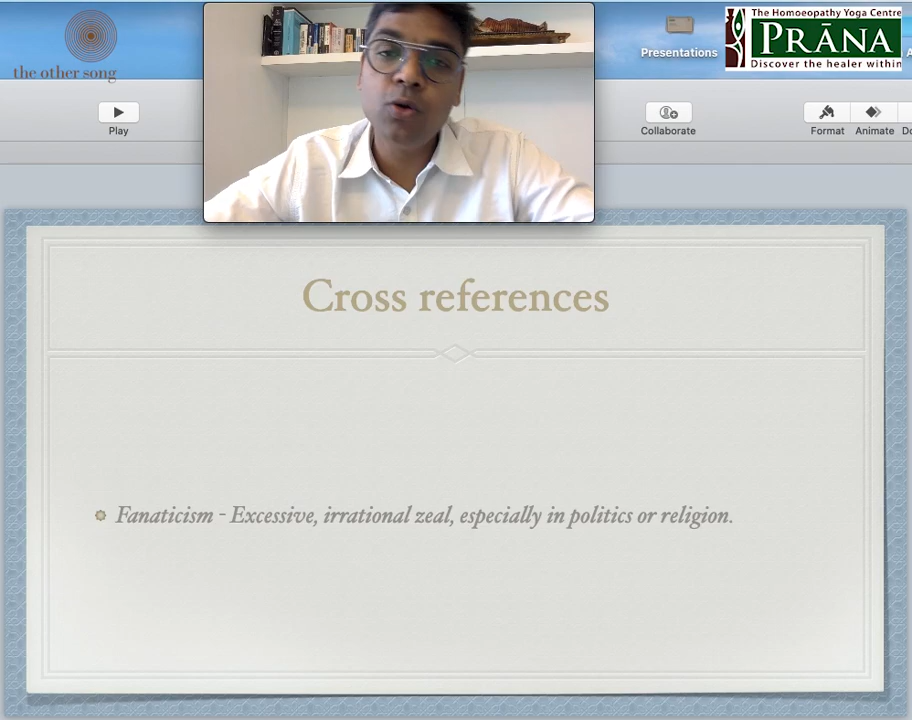 the other song
Presentations
The Homoeopathy Yoga Centre
PRĀNA
Discover the healer within
Play
Collaborate
Format
Animate
Cross references
Fanaticism - Excessive, irrational zeal, especially in politics or religion.